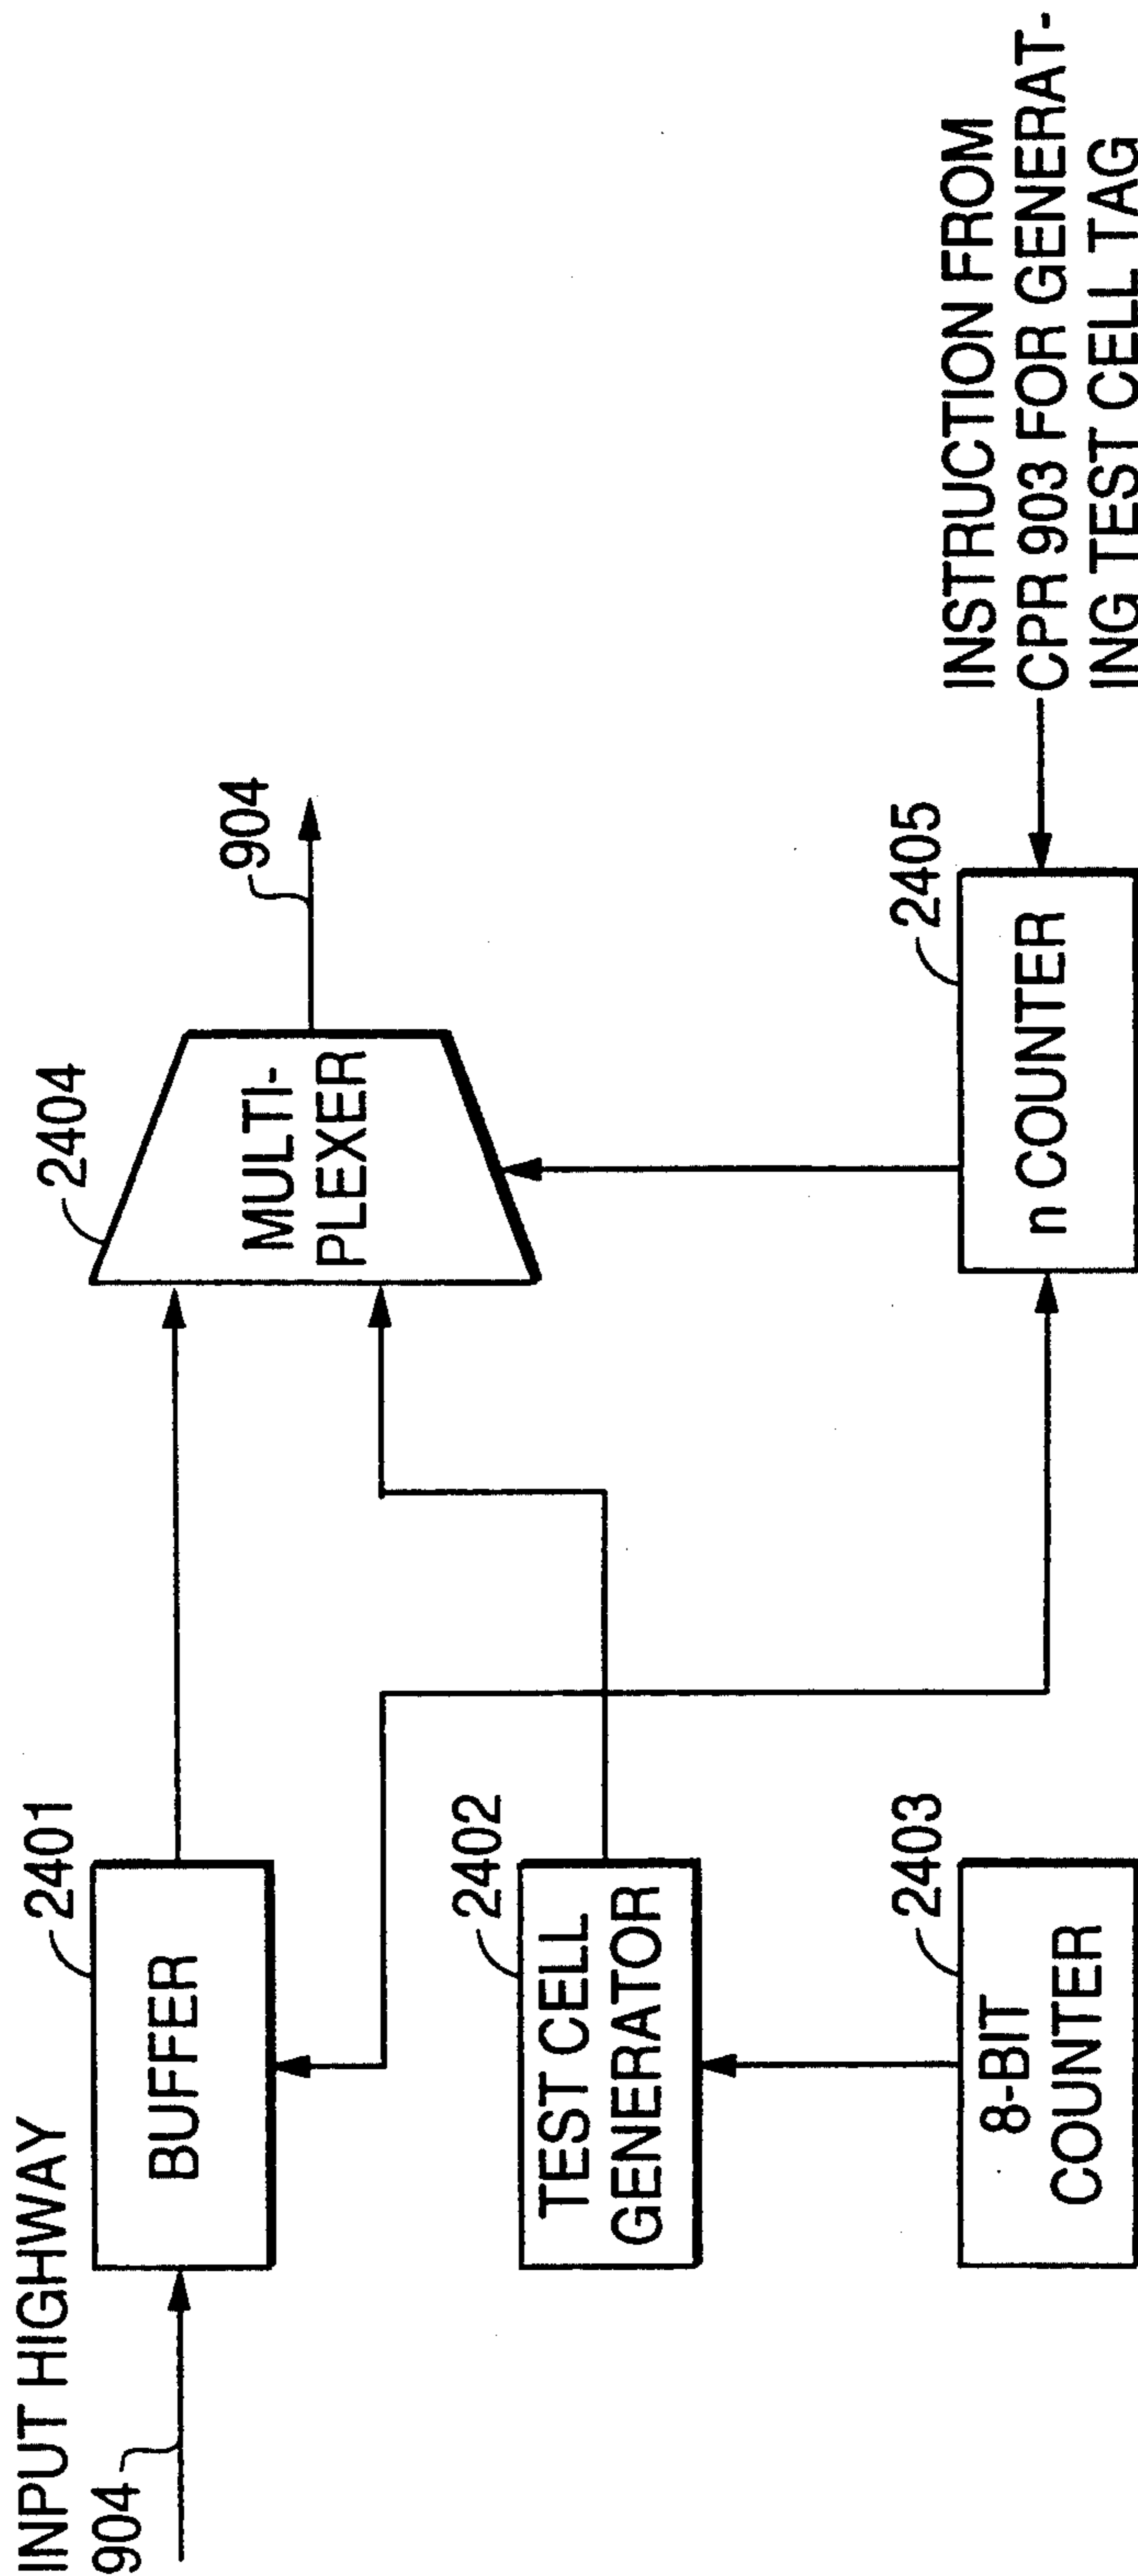 INPUT HIGHWAY
904
2401
BUFFER
2404
MULTI-
PLEXER
904
2402
TEST CELL
GENERATOR
2403
8-BIT
COUNTER
2405
n COUNTER
INSTRUCTION FROM
CPR 903 FOR GENERAT-
ING TEST CELL TAG